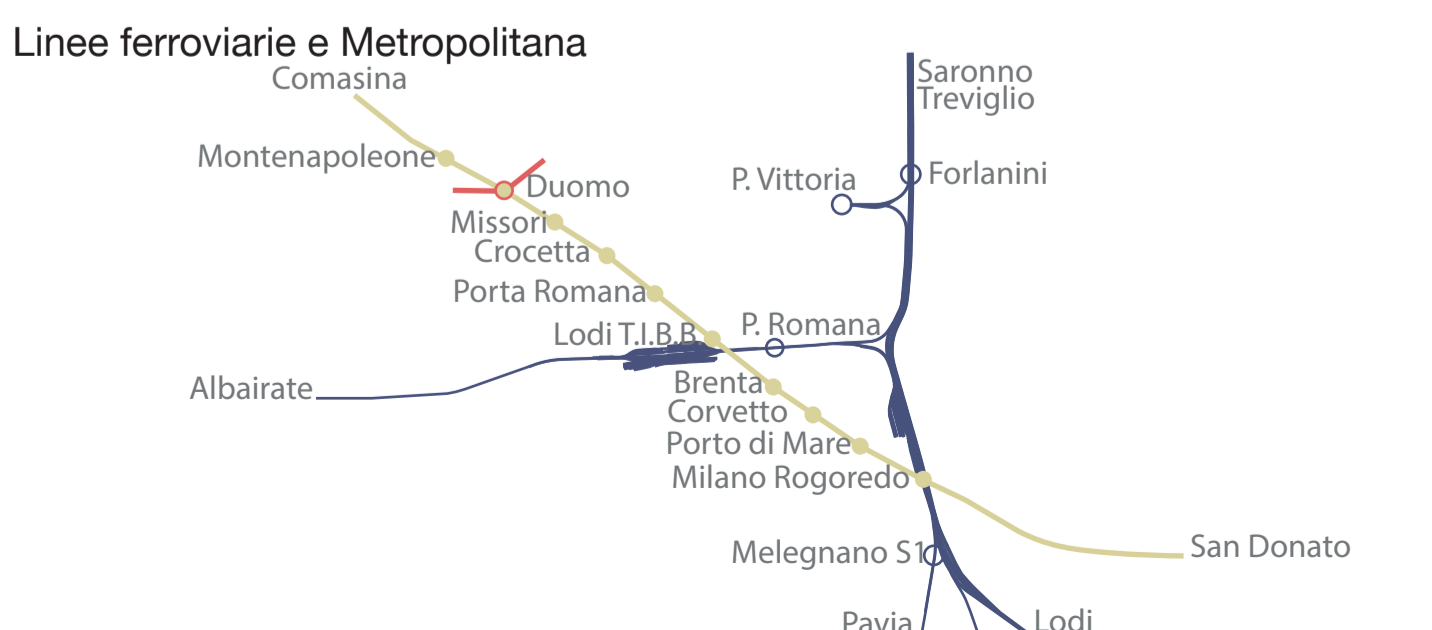 Linee ferroviarie e Metropolitana
Comasina
Saronno
Treviglio
Montenapoleone
Duomo
P. Vittoria
Forlanini
Missori
Crocetta
Porta Romana
Lodi T.I.B.B.
P. Romana
Albairate
Brenta
Corvetto
Porto di Mare
Milano Rogoredo
Melegnano S1
San Donato
Pavia
Lodi